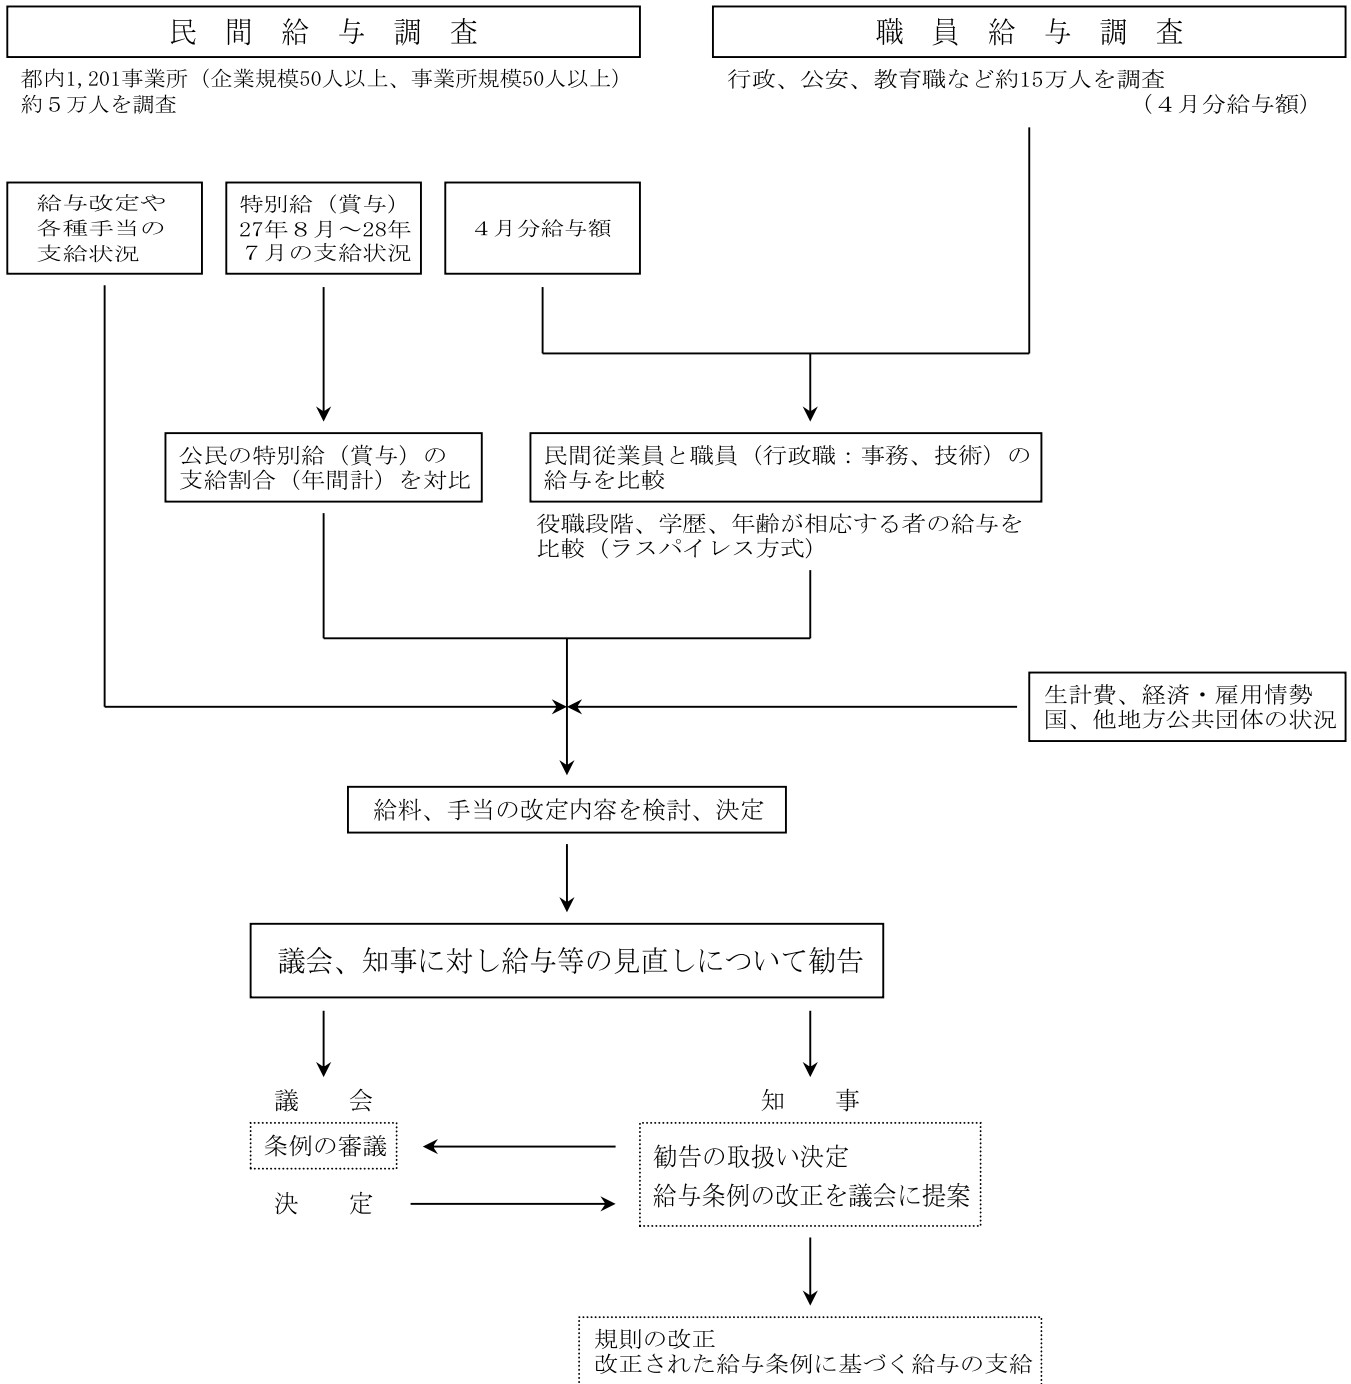 民間給与調査
都内1,201事業所（企業規模50人以上、事業所規模50人以上）
約５万人を調査
職員給与調査
行政、公安、教育職など約15万人を調査
（４月分給与額）
給与改定や
各種手当の
支給状況
特別給（賞与）
27年８月～28年
７月の支給状況
４月分給与額
公民の特別給（賞与）の
支給割合（年間計）を対比
民間従業員と職員（行政職：事務、技術）の
給与を比較
役職段階、学歴、年齢が相応する者の給与を
比較（ラスパイレス方式）
生計費、経済・雇用情勢
国、他地方公共団体の状況
給料、手当の改定内容を検討、決定
議会、知事に対し給与等の見直しについて勧告
議会
条例の審議
決定
知事
勧告の取扱い決定
給与条例の改正を議会に提案
規則の改正
改正された給与条例に基づく給与の支給